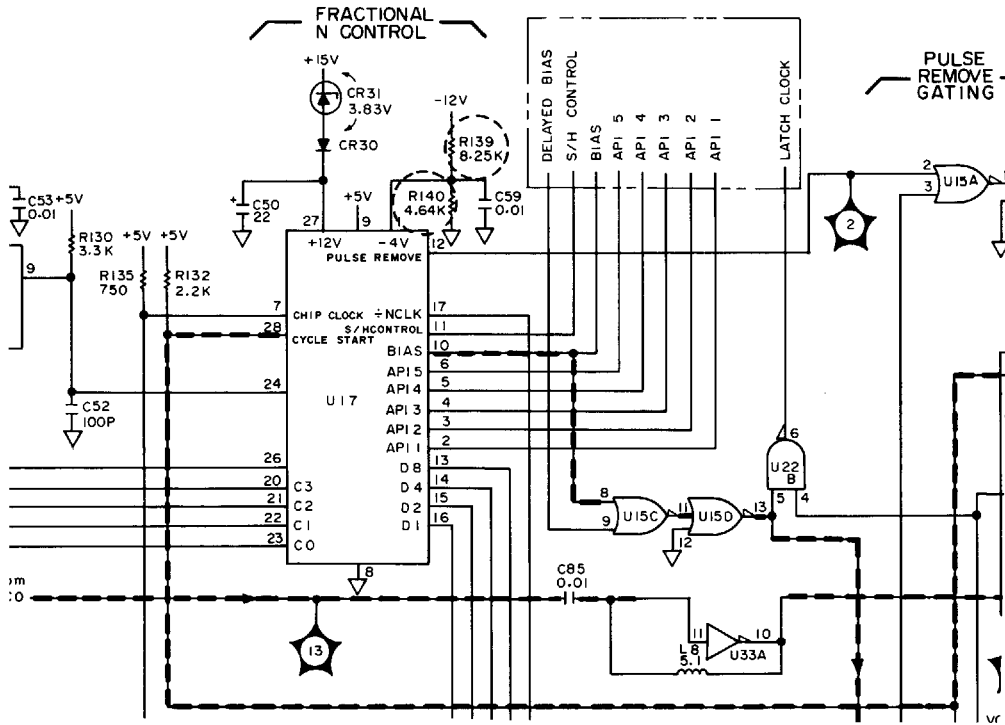 FRACTIONAL
N CONTROL
+15V
CR31
3.83V
CR30
-12V
R139
8.25K
R140
4.64K
C59
0.01
C50
22
+
+5V
27
9
+12V
-4V
12
PULSE REMOVE
DELAYED BIAS
S/H CONTROL
BIAS
API 5
API 4
API 3
API 2
API 1
LATCH CLOCK
PULSE
REMOVE
GATING
2
3
U15A
2
C53
0.01
+5V
R130
3.3K
9
+5V
+5V
R135
750
R132
2.2K
7
CHIP CLOCK
÷NCLK
17
28
S/HCONTROL
11
CYCLE START
BIAS
10
API 5
6
24
API 4
5
U17
API 3
4
API 2
3
API 1
2
C52
100P
26
D8
13
20
C3
D4
14
21
C2
D2
15
22
C1
D1
16
23
C0
8
6
U22
B
5
4
8
9
U15C
11
12
U15D
13
C85
0.01
13
11
10
U33A
L8
5.1